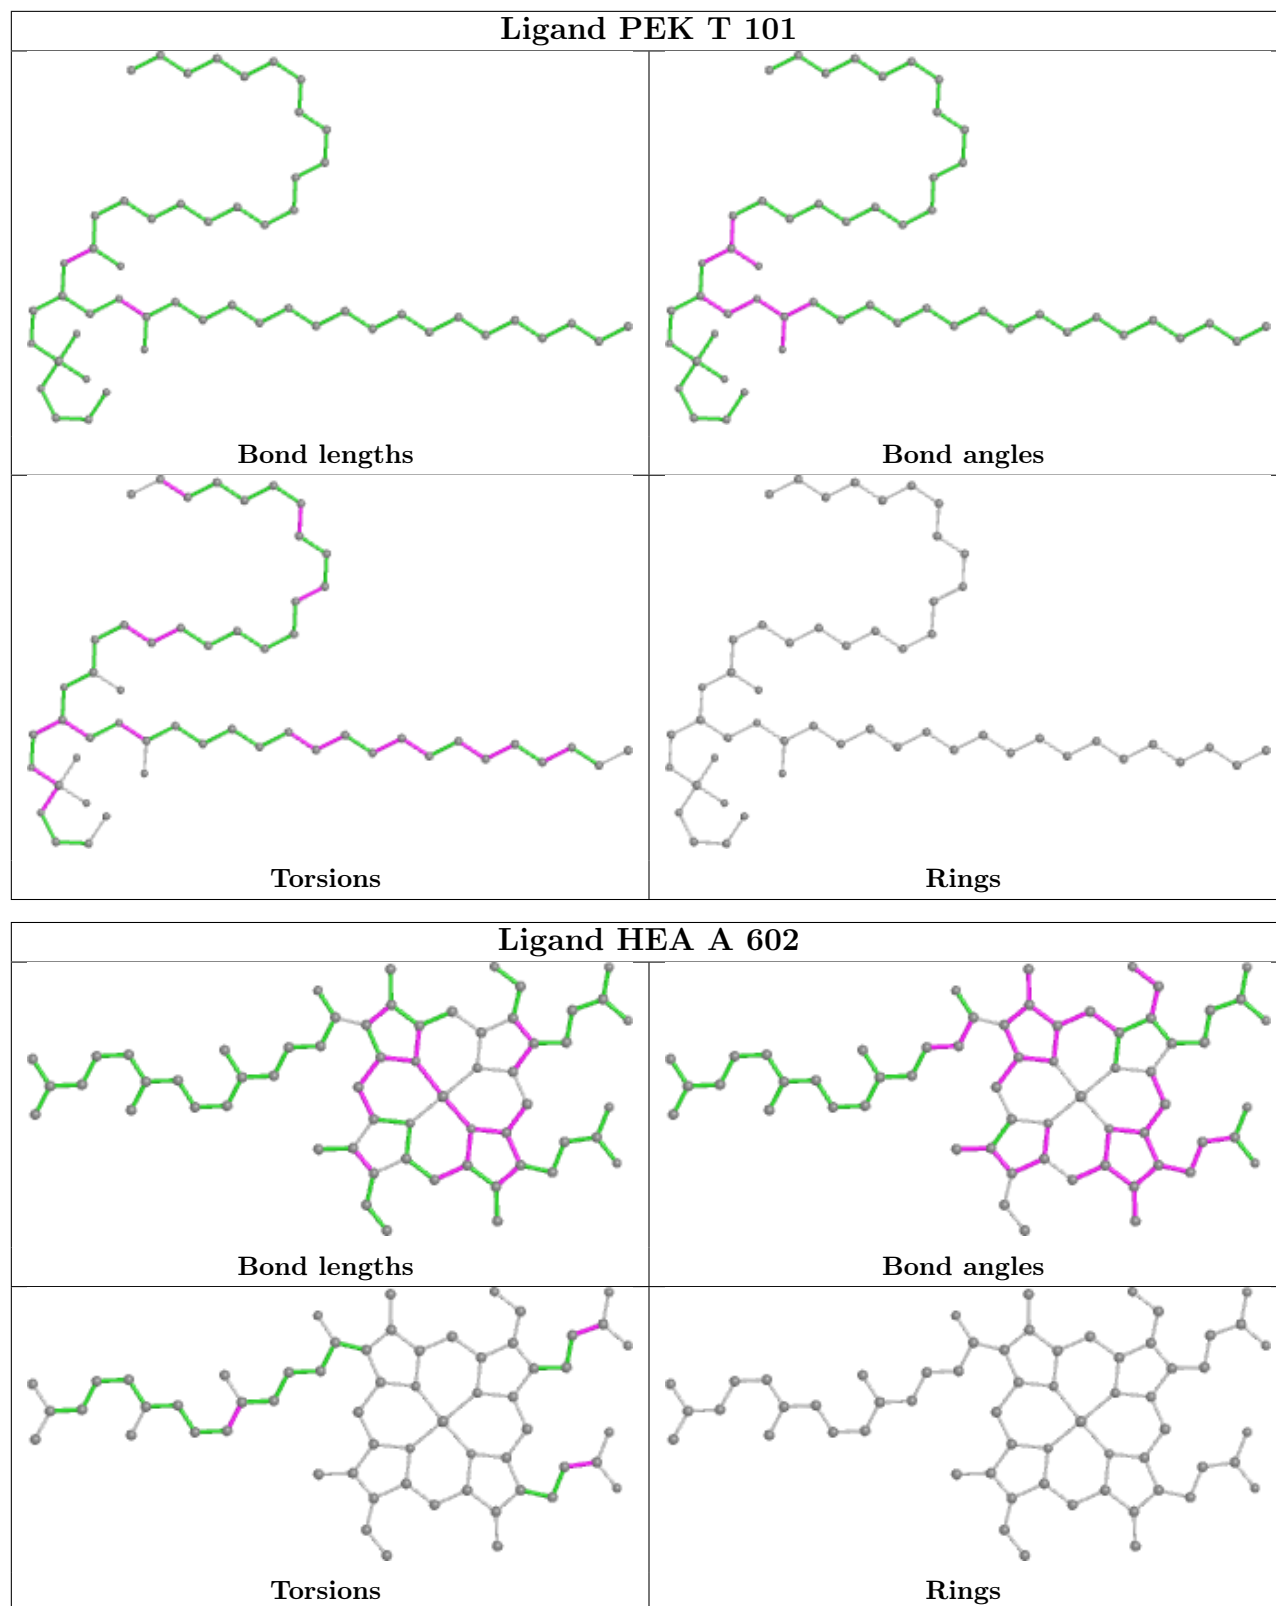 Ligand PEK T 101
Bond lengths
Bond angles
Torsions
Rings
Ligand HEA A 602
Bond lengths
Bond angles
Torsions
Rings